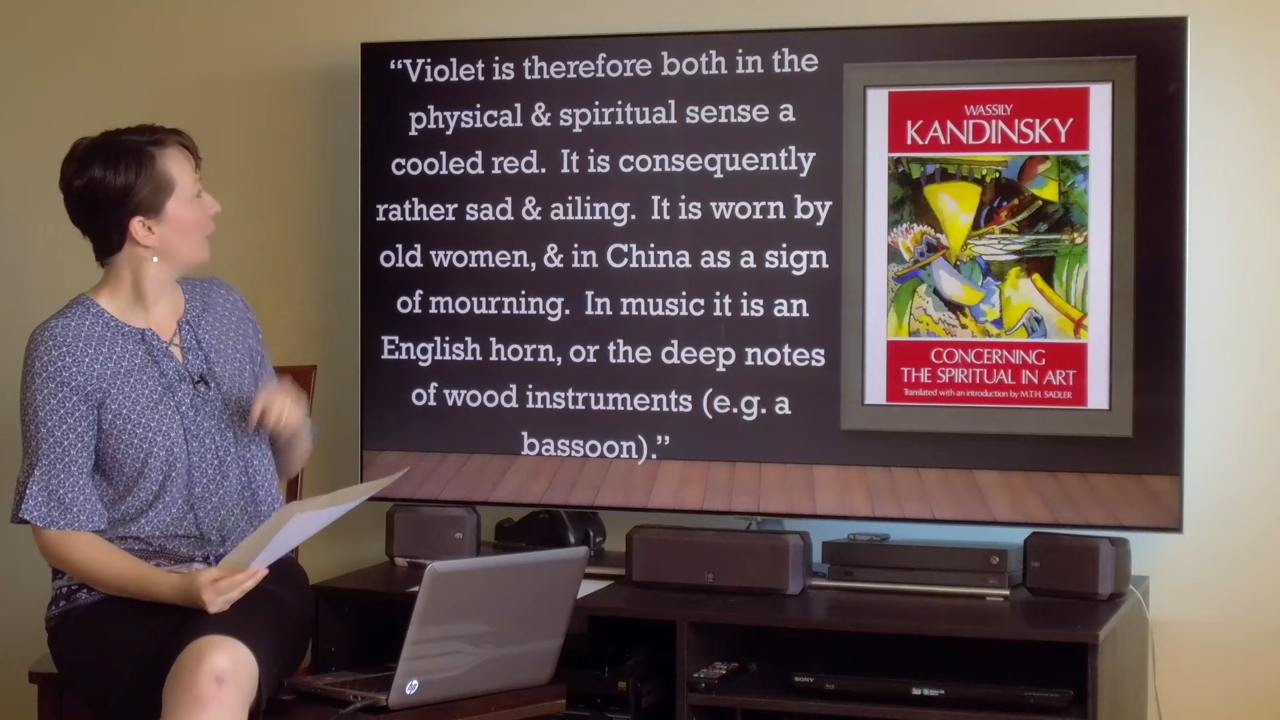 “Violet is therefore both in the
physical & spiritual sense a
cooled red. It is consequently
rather sad & ailing. It is worn by
old women, & in China as a sign
of mourning. In music it is an
English horn, or the deep notes
of wood instruments (e.g. a
bassoon).”
WASSILY
KANDINSKY
CONCERNING
THE SPIRITUAL IN ART
Translated with an introduction by M.T.H. SADLER
hp
SONY